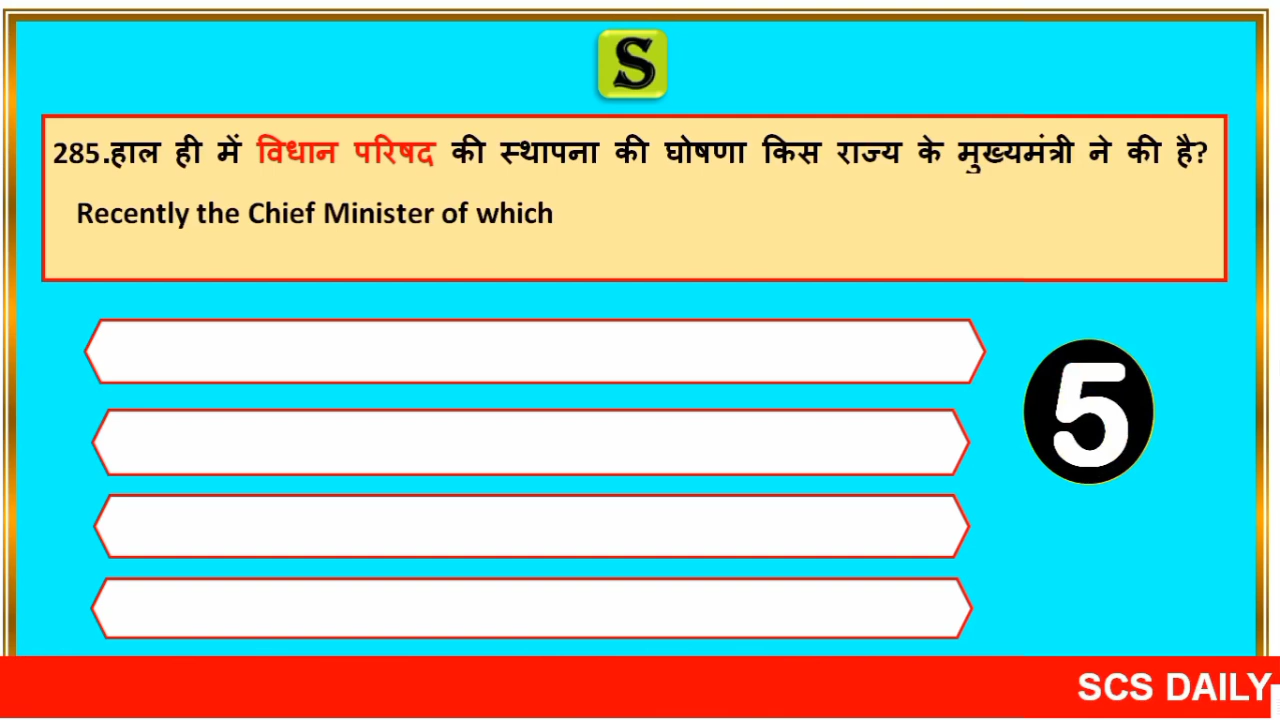 S
285.हाल ही में विधान परिषद की स्थापना की घोषणा किस राज्य के मुख्यमंत्री ने की है?
Recently the Chief Minister of which
5
SCS DAILY